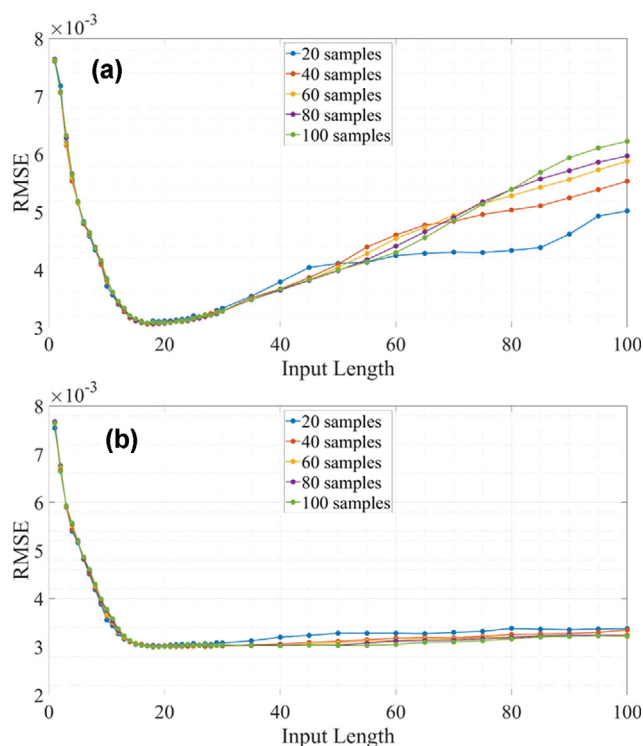 ×10⁻³
8
(a)
20 samples
40 samples
60 samples
80 samples
100 samples
7
6
RMSE
5
4
3
0 20 40 60 80 100
Input Length
×10⁻³
8
(b)
20 samples
40 samples
60 samples
80 samples
100 samples
7
6
RMSE
5
4
3
2
0 20 40 60 80 100
Input Length